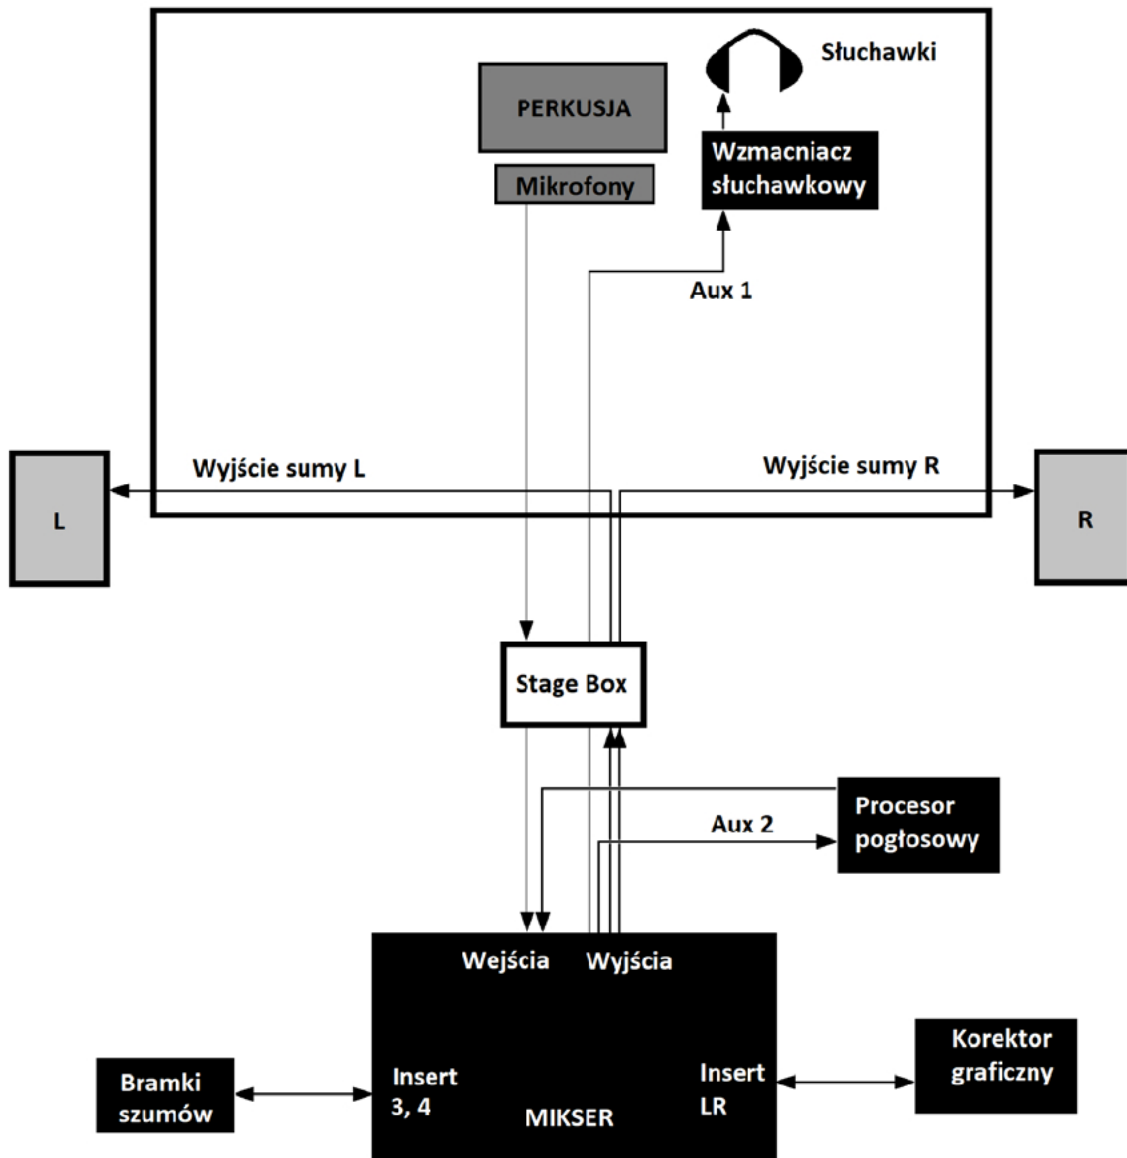 Słuchawki
PERKUSJA
Wzmacniacz
słuchawkowy
Mikrofony
Aux 1
Wyjście sumy L
Wyjście sumy R
L
R
Stage Box
Procesor
pogłosowy
Aux 2
Wejścia
Wyjścia
Korektor
graficzny
Bramki
szumów
Insert
3, 4
Insert
LR
MIKSER